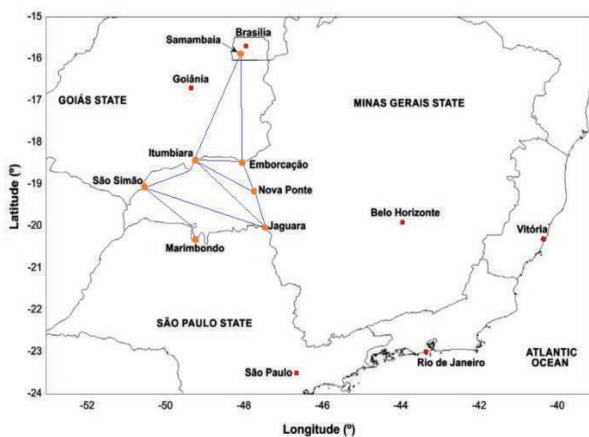 -15
Brasília
Samambaia
-16
Goiânia
-17
GOIÁS STATE
MINAS GERAIS STATE
-18
Itumbiara
Emborcação
São Simão
-19
Nova Ponte
Latitude (º)
-20
Jaguara
Belo Horizonte
Vitória
Marimbondo
-21
-22
SÃO PAULO STATE
-23
Rio de Janeiro
ATLANTIC
OCEAN
São Paulo
-24
-52
-50
-48
-46
-44
-42
-40
Longitude (º)